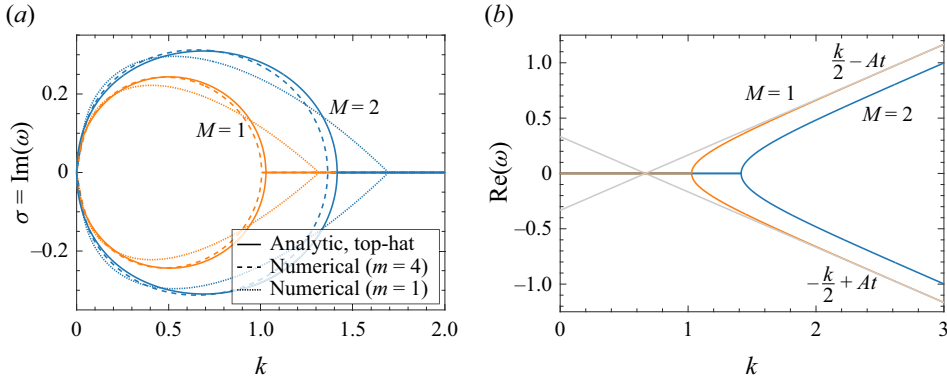 (a)
(b)
0.2
0
−0.2
σ = Im(ω)
M = 1
M = 2
Analytic, top-hat
Numerical (m = 4)
Numerical (m = 1)
0
0.5
1.0
1.5
2.0
k
1.0
0.5
0
−0.5
−1.0
Re(ω)
k/2 − At
M = 1
M = 2
−k/2 + At
0
1
2
3
k